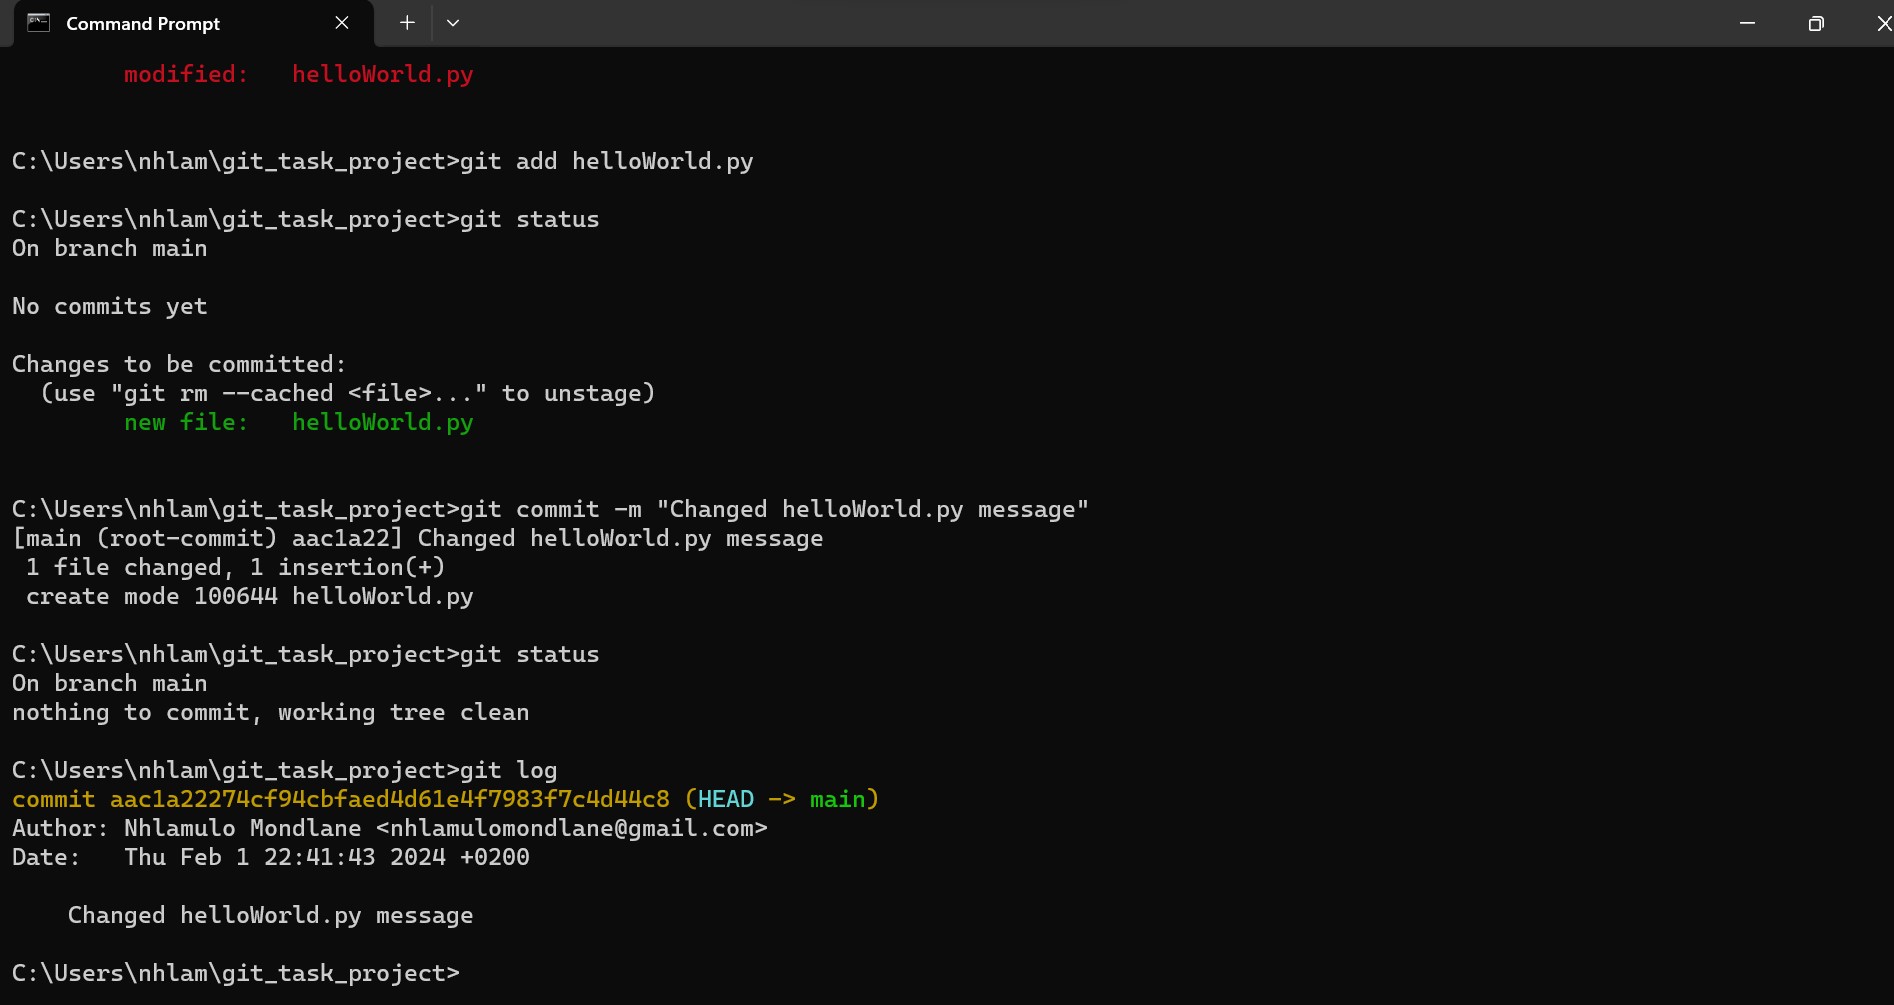 Command Prompt
modified:   helloWorld.py
C:\Users\nhlam\git_task_project>git add helloWorld.py
C:\Users\nhlam\git_task_project>git status
On branch main
No commits yet
Changes to be committed:
  (use "git rm --cached <file>..." to unstage)
        new file:   helloWorld.py
C:\Users\nhlam\git_task_project>git commit -m "Changed helloWorld.py message"
[main (root-commit) aac1a22] Changed helloWorld.py message
 1 file changed, 1 insertion(+)
 create mode 100644 helloWorld.py
C:\Users\nhlam\git_task_project>git status
On branch main
nothing to commit, working tree clean
C:\Users\nhlam\git_task_project>git log
commit aac1a22274cf94cbfaed4d61e4f7983f7c4d44c8 (HEAD -> main)
Author: Nhlamulo Mondlane <nhlamulomondlane@gmail.com>
Date:   Thu Feb 1 22:41:43 2024 +0200
    Changed helloWorld.py message
C:\Users\nhlam\git_task_project>